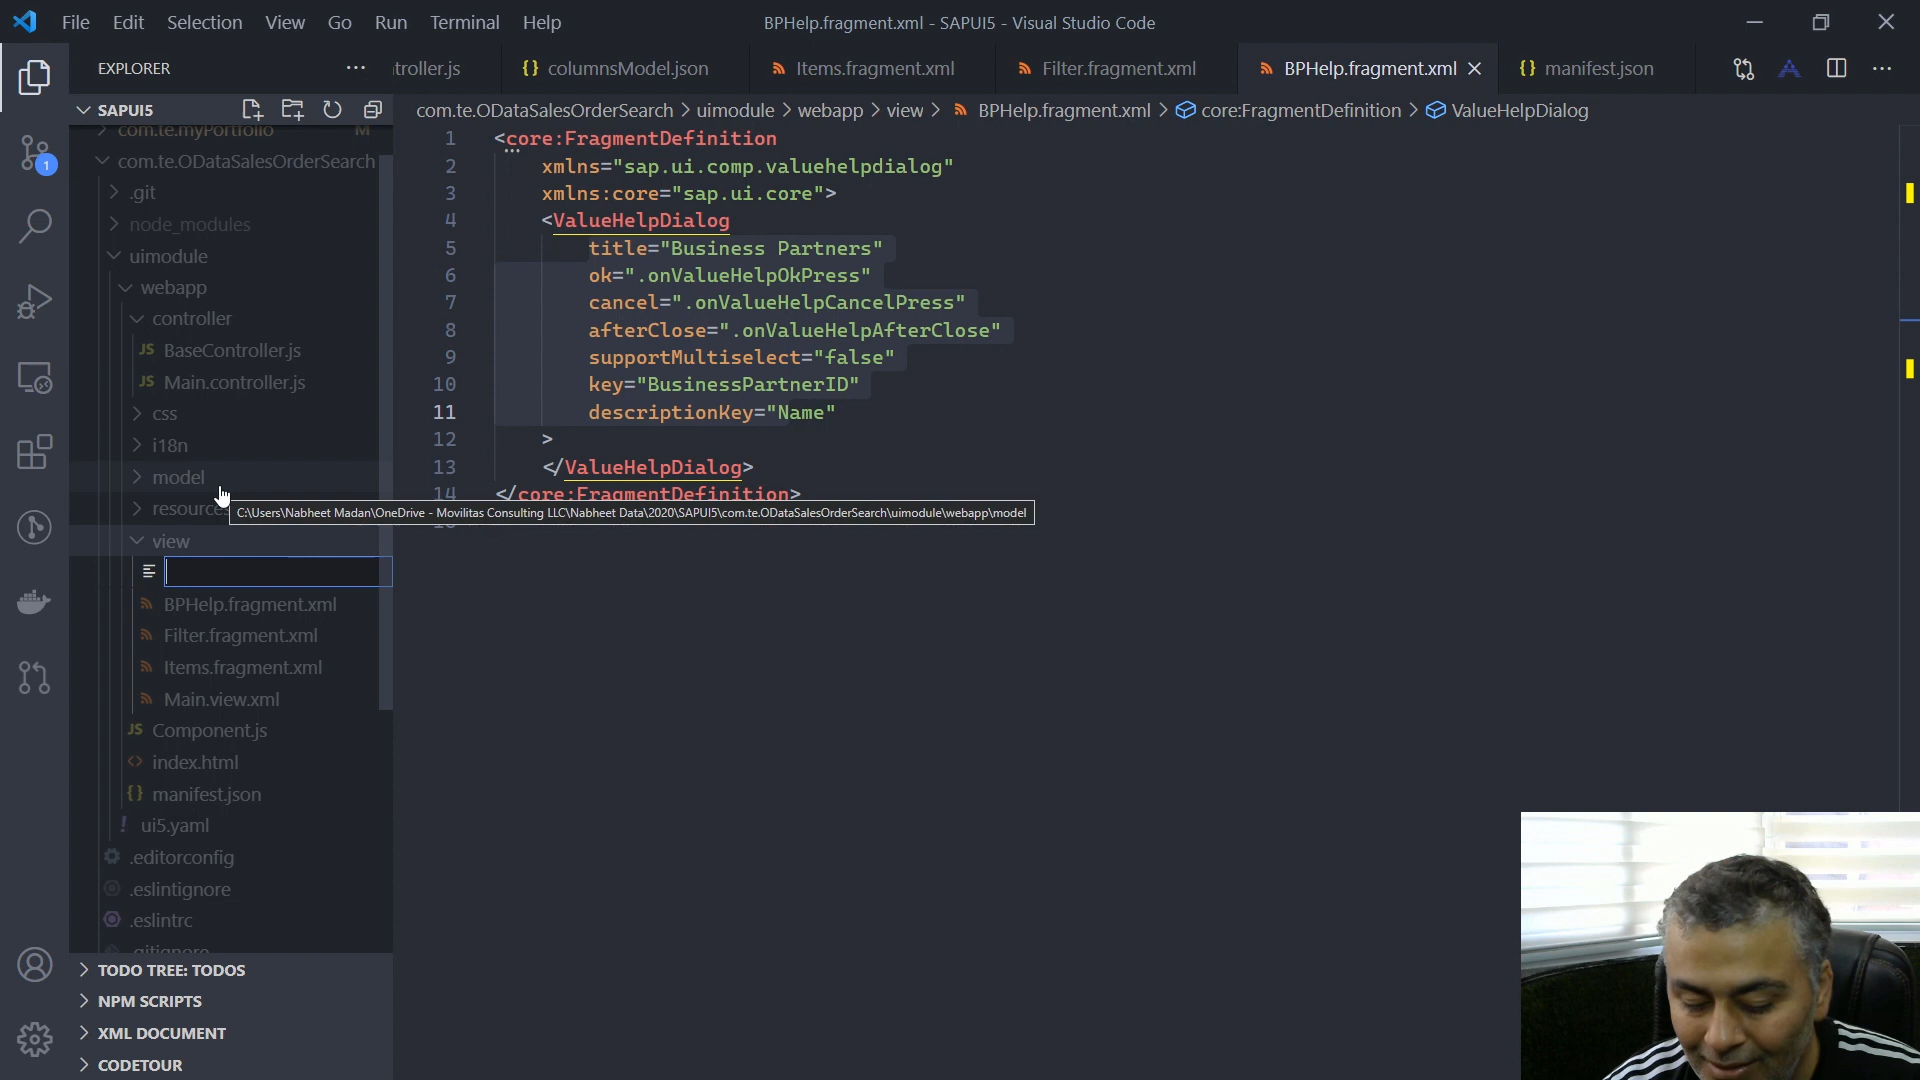 File Edit Selection View Go Run Terminal Help
BPHelp.fragment.xml - SAPUI5 - Visual Studio Code
EXPLORER
troller.js
columnsModel.json
Items.fragment.xml
Filter.fragment.xml
BPHelp.fragment.xml
manifest.json
SAPUI5
com.te.ODataSalesOrderSearch > uimodule > webapp > view > BPHelp.fragment.xml > core:FragmentDefinition > ValueHelpDialog
com.te.myPortfolio M
com.te.ODataSalesOrderSearch
.git
node_modules
uimodule
webapp
controller
BaseController.js
Main.controller.js
css
i18n
model
resources
view
BPHelp.fragment.xml
Filter.fragment.xml
Items.fragment.xml
Main.view.xml
Component.js
index.html
manifest.json
ui5.yaml
.editorconfig
.eslintignore
.eslintrc
.gitignore
TODO TREE: TODOS
NPM SCRIPTS
XML DOCUMENT
CODETOUR
1
1 <core:FragmentDefinition
2 xmlns="sap.ui.comp.valuehelpdialog"
3 xmlns:core="sap.ui.core">
4 <ValueHelpDialog
5 title="Business Partners"
6 ok=".onValueHelpOkPress"
7 cancel=".onValueHelpCancelPress"
8 afterClose=".onValueHelpAfterClose"
9 supportMultiselect="false"
10 key="BusinessPartnerID"
11 descriptionKey="Name"
12 >
13 </ValueHelpDialog>
14 </core:FragmentDefinition>
C:\Users\Nabheet Madan\OneDrive - Movilitas Consulting LLC\Nabheet Data\2020\SAPUI5\com.te.ODataSalesOrderSearch\uimodule\webapp\model